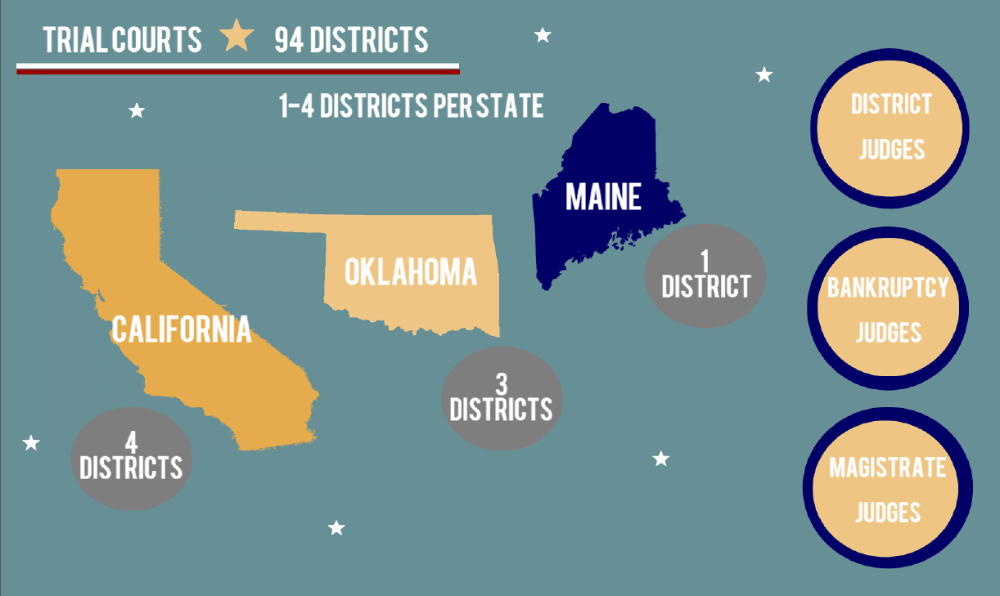 TRIAL COURTS ★ 94 DISTRICTS
1-4 DISTRICTS PER STATE
CALIFORNIA
4
DISTRICTS
OKLAHOMA
3
DISTRICTS
MAINE
1
DISTRICT
DISTRICT
JUDGES
BANKRUPTCY
JUDGES
MAGISTRATE
JUDGES